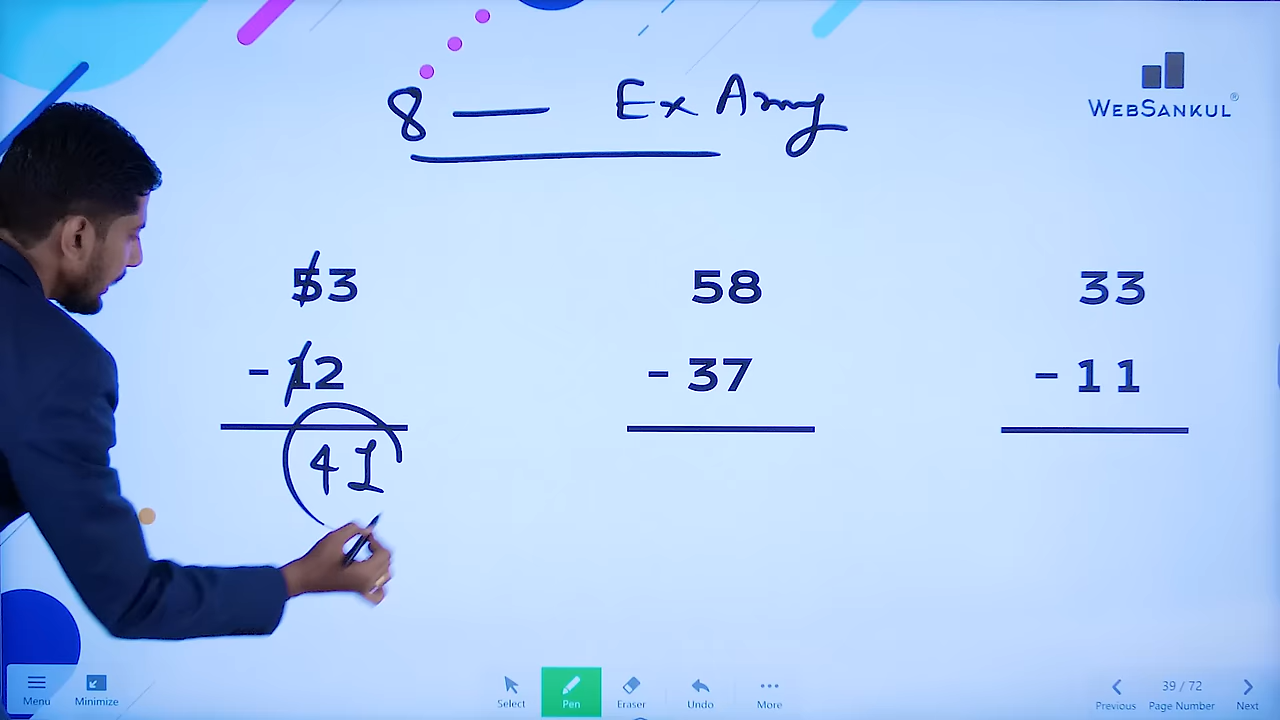 8 — Ex Army
WEBSANKUL®
53
- 12
41
58
- 37
33
- 11
Menu
Minimize
Select
Pen
Eraser
Undo
More
Previous
39 / 72
Page Number
Next